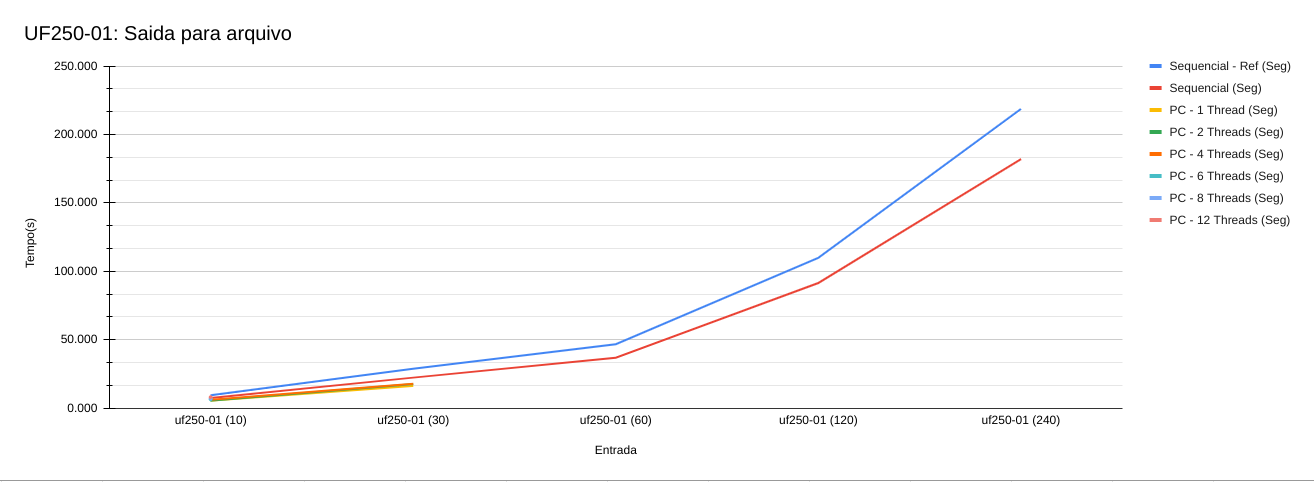 UF250-01: Saida para arquivo
250.000
200.000
150.000
100.000
50.000
0.000
Tempo(s)
uf250-01 (10)
uf250-01 (30)
uf250-01 (60)
uf250-01 (120)
uf250-01 (240)
Entrada
Sequencial - Ref (Seg)
Sequencial (Seg)
PC - 1 Thread (Seg)
PC - 2 Threads (Seg)
PC - 4 Threads (Seg)
PC - 6 Threads (Seg)
PC - 8 Threads (Seg)
PC - 12 Threads (Seg)